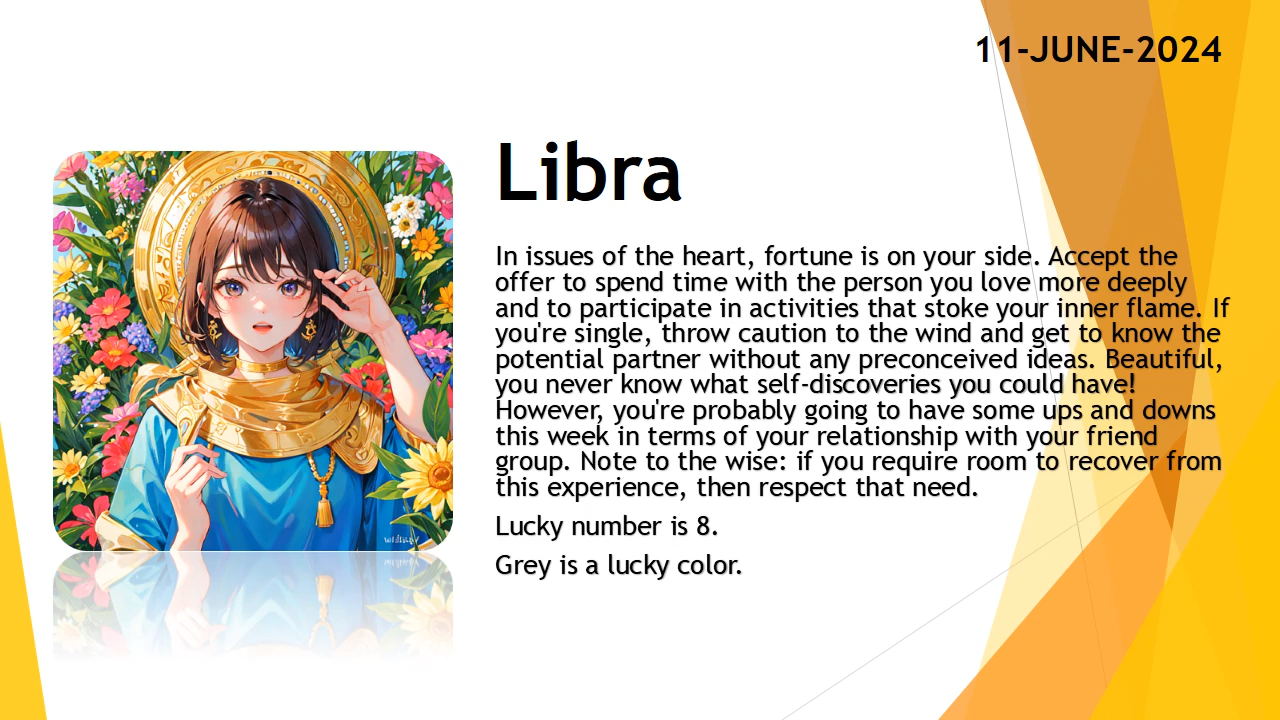 11-JUNE-2024
Libra
In issues of the heart, fortune is on your side. Accept the
offer to spend time with the person you love more deeply
and to participate in activities that stoke your inner flame. If
you're single, throw caution to the wind and get to know the
potential partner without any preconceived ideas. Beautiful,
you never know what self-discoveries you could have!
However, you're probably going to have some ups and downs
this week in terms of your relationship with your friend
group. Note to the wise: if you require room to recover from
this experience, then respect that need.
Lucky number is 8.
Grey is a lucky color.